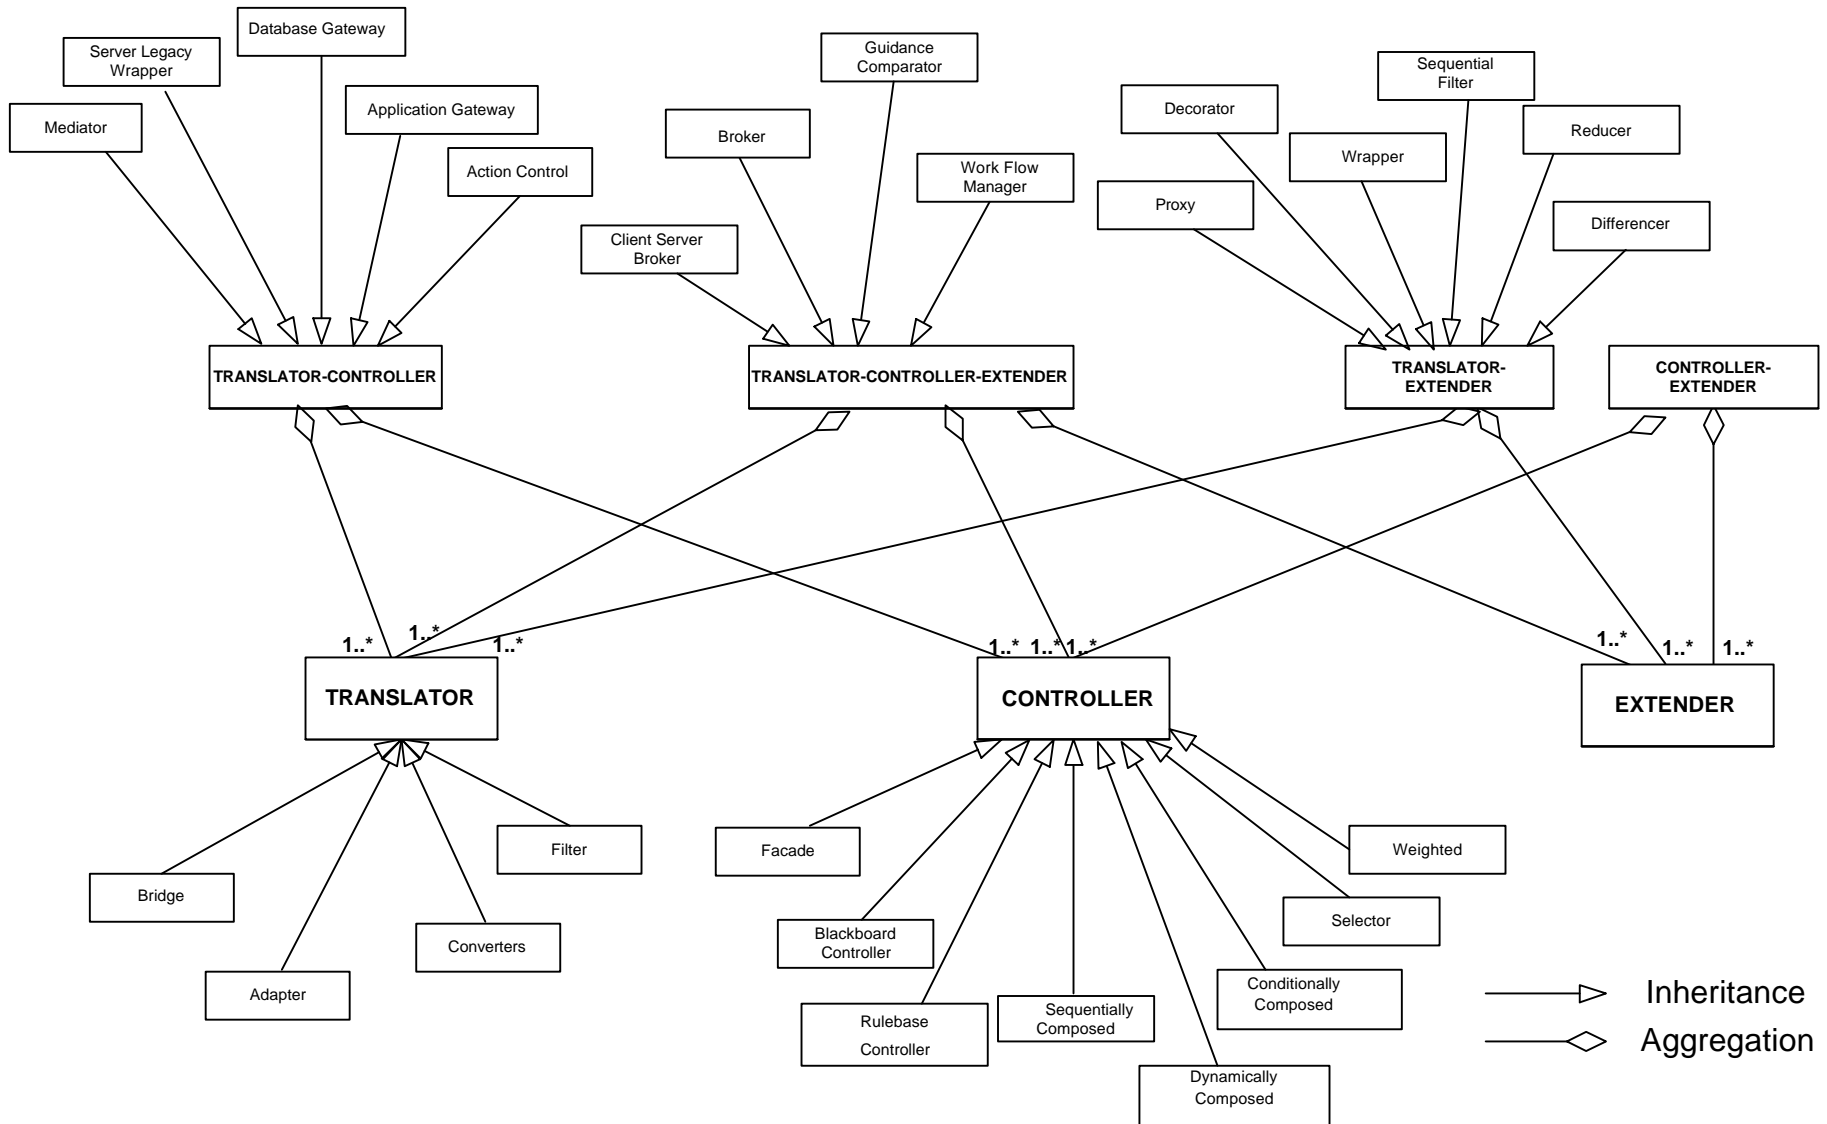 Database Gateway
Server Legacy
Wrapper
Mediator
Application Gateway
Action Control
Guidance
Comparator
Broker
Work Flow
Manager
Client Server
Broker
Sequential
Filter
Decorator
Reducer
Wrapper
Proxy
Differencer
TRANSLATOR-CONTROLLER
TRANSLATOR-CONTROLLER-EXTENDER
TRANSLATOR-
EXTENDER
CONTROLLER-
EXTENDER
1..*
1..*
1..*
1..*
1..*
1..*
1..*
1..*
1..*
TRANSLATOR
CONTROLLER
EXTENDER
Filter
Bridge
Converters
Adapter
Facade
Weighted
Blackboard
Controller
Selector
Rulebase
Controller
Sequentially
Composed
Conditionally
Composed
Dynamically
Composed
Inheritance
Aggregation